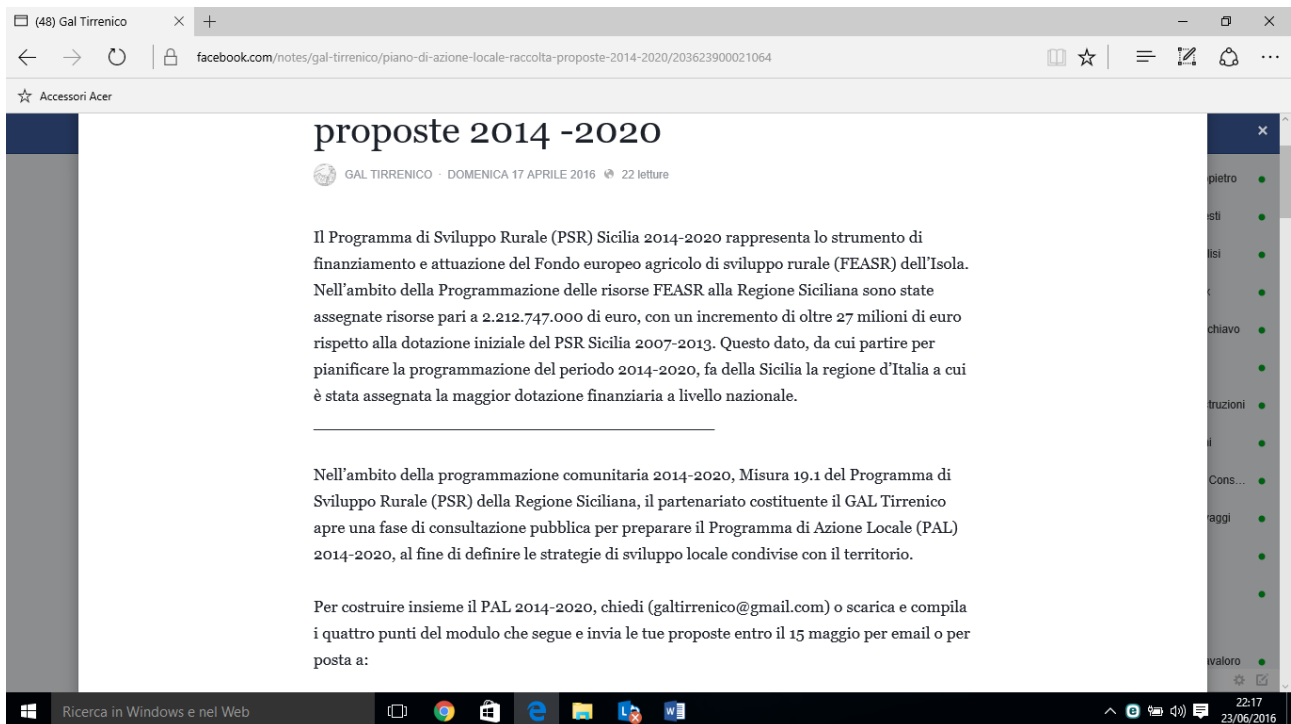 (48) Gal Tirrenico
facebook.com/notes/gal-tirrenico/piano-di-azione-locale-raccolta-proposte-2014-2020/203623900021064
Accessori Acer
proposte 2014 -2020
GAL TIRRENICO · DOMENICA 17 APRILE 2016 22 letture
Il Programma di Sviluppo Rurale (PSR) Sicilia 2014-2020 rappresenta lo strumento di
finanziamento e attuazione del Fondo europeo agricolo di sviluppo rurale (FEASR) dell'Isola.
Nell'ambito della Programmazione delle risorse FEASR alla Regione Siciliana sono state
assegnate risorse pari a 2.212.747.000 di euro, con un incremento di oltre 27 milioni di euro
rispetto alla dotazione iniziale del PSR Sicilia 2007-2013. Questo dato, da cui partire per
pianificare la programmazione del periodo 2014-2020, fa della Sicilia la regione d'Italia a cui
è stata assegnata la maggior dotazione finanziaria a livello nazionale.
Nell'ambito della programmazione comunitaria 2014-2020, Misura 19.1 del Programma di
Sviluppo Rurale (PSR) della Regione Siciliana, il partenariato costituente il GAL Tirrenico
apre una fase di consultazione pubblica per preparare il Programma di Azione Locale (PAL)
2014-2020, al fine di definire le strategie di sviluppo locale condivise con il territorio.
Per costruire insieme il PAL 2014-2020, chiedi (galtirrenico@gmail.com) o scarica e compila
i quattro punti del modulo che segue e invia le tue proposte entro il 15 maggio per email o per
posta a:
pietro
esti
lisi
chiavo
truzioni
Cons...
vaggi
valoro
Ricerca in Windows e nel Web
22:17
23/06/2016